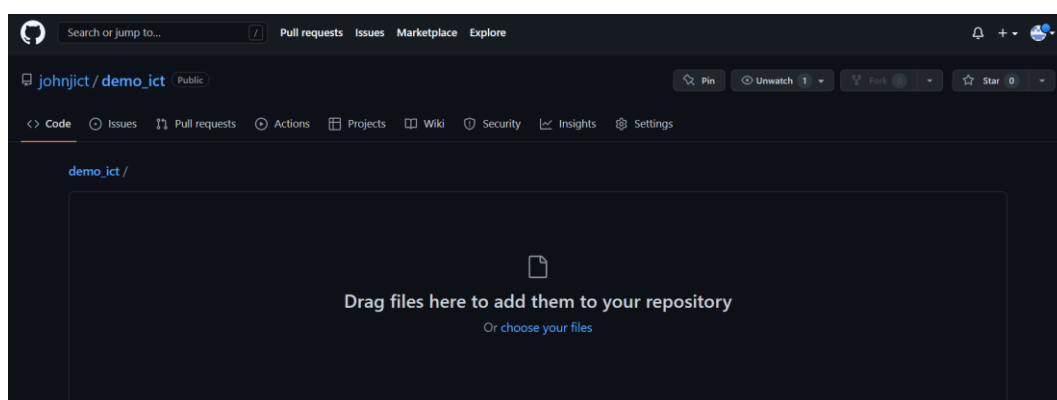 Search or jump to... / Pull requests Issues Marketplace Explore
johnjict / demo_ict Public Pin Unwatch 1 Fork 0 Star 0
<> Code Issues Pull requests Actions Projects Wiki Security Insights Settings
demo_ict /
Drag files here to add them to your repository
Or choose your files